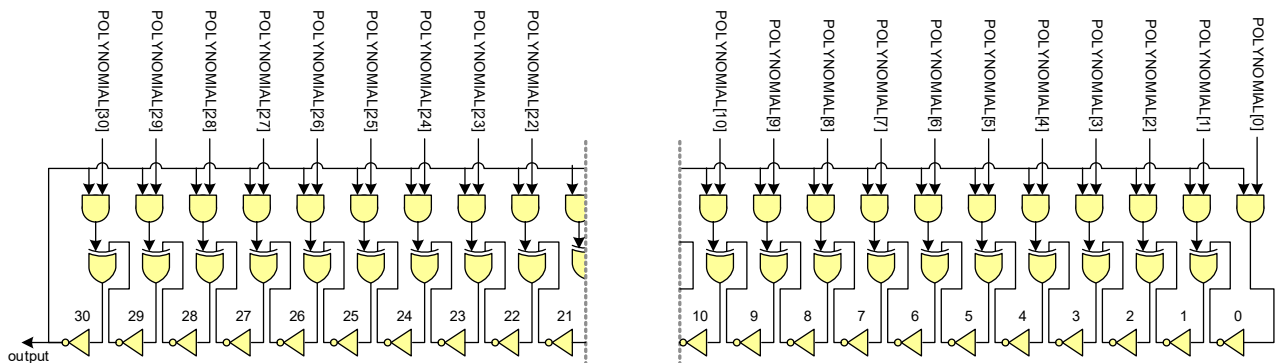 POLYNOMIAL[30]
POLYNOMIAL[29]
POLYNOMIAL[28]
POLYNOMIAL[27]
POLYNOMIAL[26]
POLYNOMIAL[25]
POLYNOMIAL[24]
POLYNOMIAL[23]
POLYNOMIAL[22]
POLYNOMIAL[10]
POLYNOMIAL[9]
POLYNOMIAL[8]
POLYNOMIAL[7]
POLYNOMIAL[6]
POLYNOMIAL[5]
POLYNOMIAL[4]
POLYNOMIAL[3]
POLYNOMIAL[2]
POLYNOMIAL[1]
POLYNOMIAL[0]
30
29
28
27
26
25
24
23
22
21
10
9
8
7
6
5
4
3
2
1
0
output